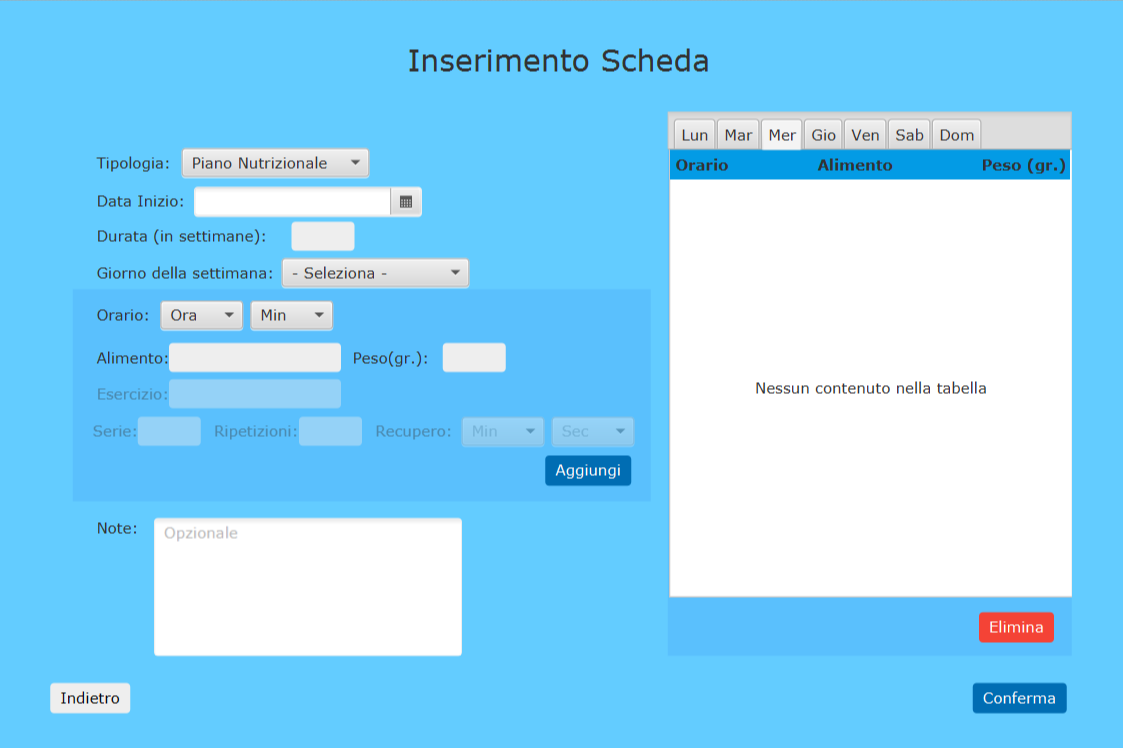 Inserimento Scheda
Tipologia: Piano Nutrizionale
Data Inizio:
Durata (in settimane):
Giorno della settimana: - Seleziona -
Orario: Ora Min
Alimento: Peso(gr.):
Esercizio:
Serie: Ripetizioni: Recupero: Min Sec
Aggiungi
Note: Opzionale
Lun Mar Mer Gio Ven Sab Dom
Orario Alimento Peso (gr.)
Nessun contenuto nella tabella
Elimina
Indietro
Conferma